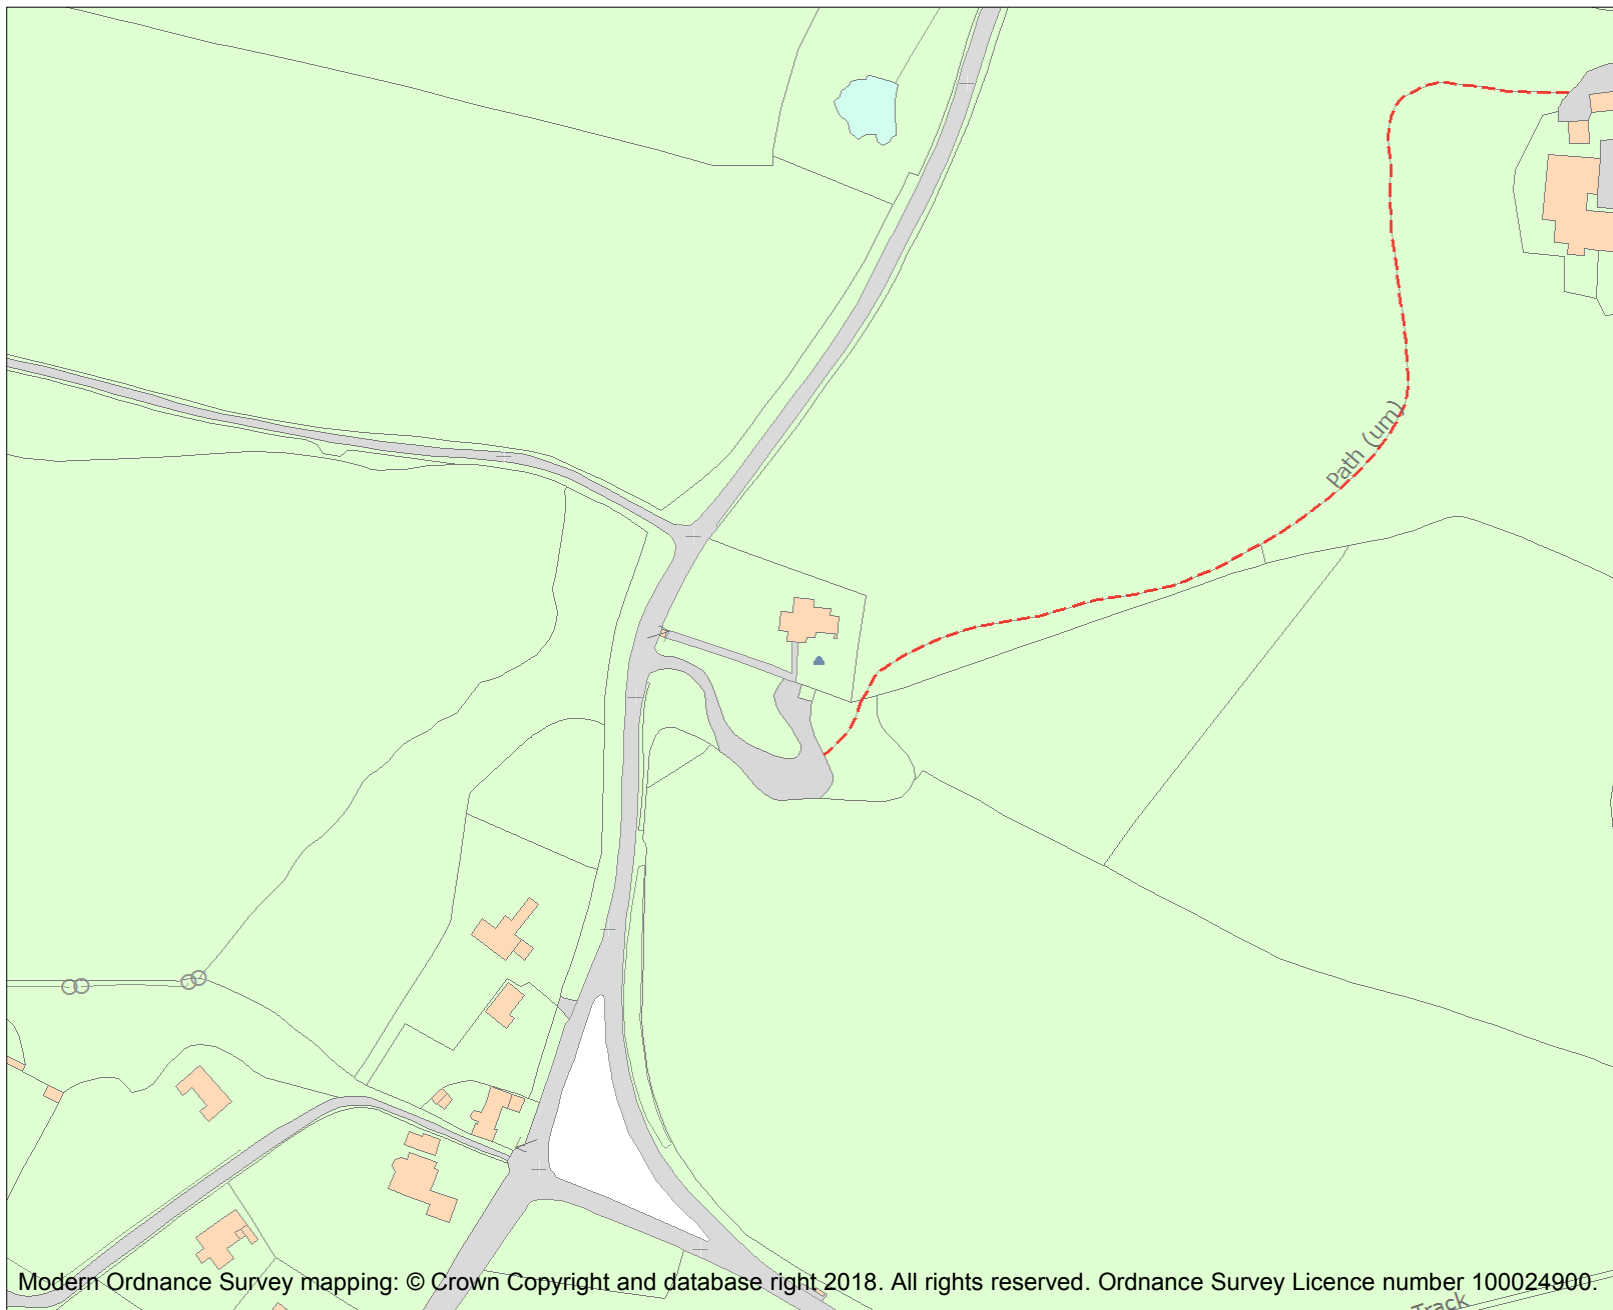 Path (um)
Modern Ordnance Survey mapping: © Crown Copyright and database right 2018. All rights reserved. Ordnance Survey Licence number 100024900.
Track